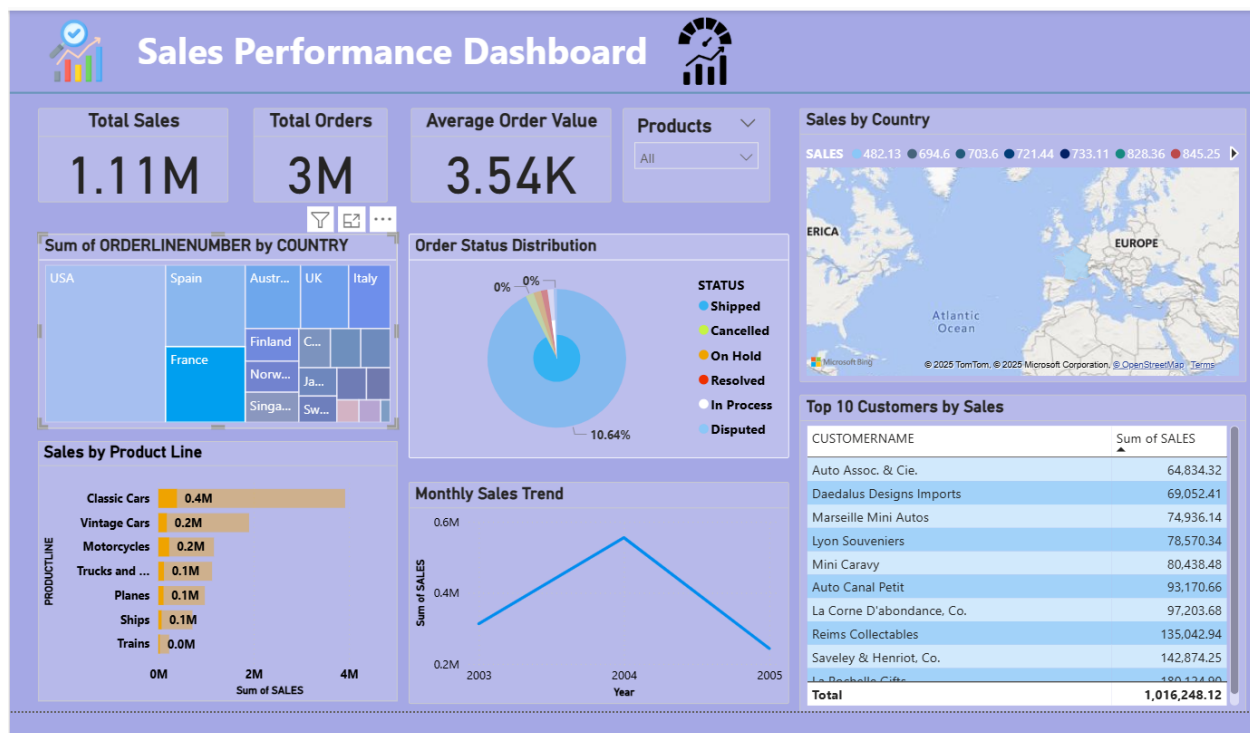 Sales Performance Dashboard
Total Sales
1.11M
Total Orders
3M
Average Order Value
3.54K
Products
All
Sales by Country
SALES 482.13 694.6 703.6 721.44 733.11 828.36 845.25
ERICA
EUROPE
Atlantic
Ocean
Microsoft Bing
© 2025 TomTom, © 2025 Microsoft Corporation, © OpenStreetMap Terms
Sum of ORDERLINENUMBER by COUNTRY
USA
Spain
Austr...
UK
Italy
France
Finland
C...
Norw...
Ja...
Singa...
Sw...
Order Status Distribution
0%
0%
10.64%
STATUS
Shipped
Cancelled
On Hold
Resolved
In Process
Disputed
Sales by Product Line
PRODUCTLINE
Classic Cars 0.4M
Vintage Cars 0.2M
Motorcycles 0.2M
Trucks and ... 0.1M
Planes 0.1M
Ships 0.1M
Trains 0.0M
0M 2M 4M
Sum of SALES
Monthly Sales Trend
Sum of SALES
0.6M
0.4M
0.2M
2003 2004 2005
Year
Top 10 Customers by Sales
CUSTOMERNAME Sum of SALES
Auto Assoc. & Cie. 64,834.32
Daedalus Designs Imports 69,052.41
Marseille Mini Autos 74,936.14
Lyon Souveniers 78,570.34
Mini Caravy 80,438.48
Auto Canal Petit 93,170.66
La Corne D'abondance, Co. 97,203.68
Reims Collectables 135,042.94
Saveley & Henriot, Co. 142,874.25
La Rochelle Gifts 180,124.90
Total 1,016,248.12